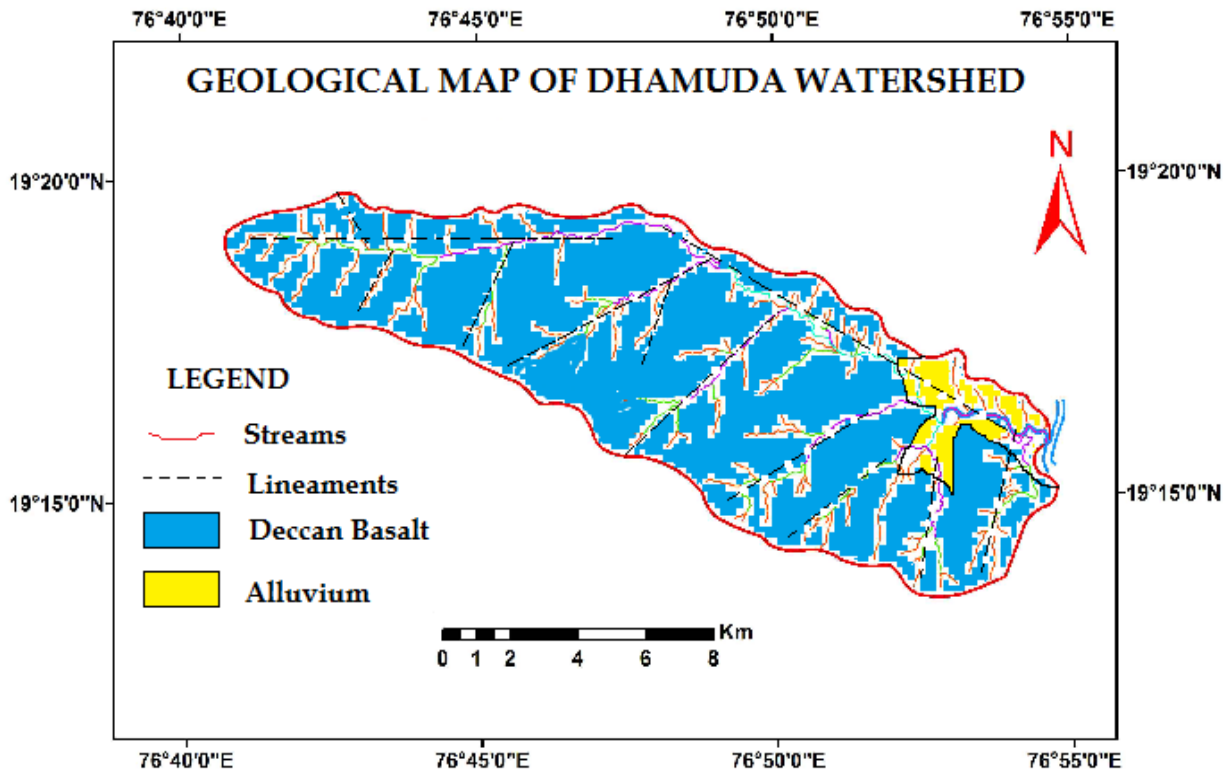 76°40'0"E 76°45'0"E 76°50'0"E 76°55'0"E
GEOLOGICAL MAP OF DHAMUDA WATERSHED
N
19°20'0"N 19°20'0"N
LEGEND
Streams
Lineaments
19°15'0"N 19°15'0"N
Deccan Basalt
Alluvium
Km
0 1 2 4 6 8
76°40'0"E 76°45'0"E 76°50'0"E 76°55'0"E